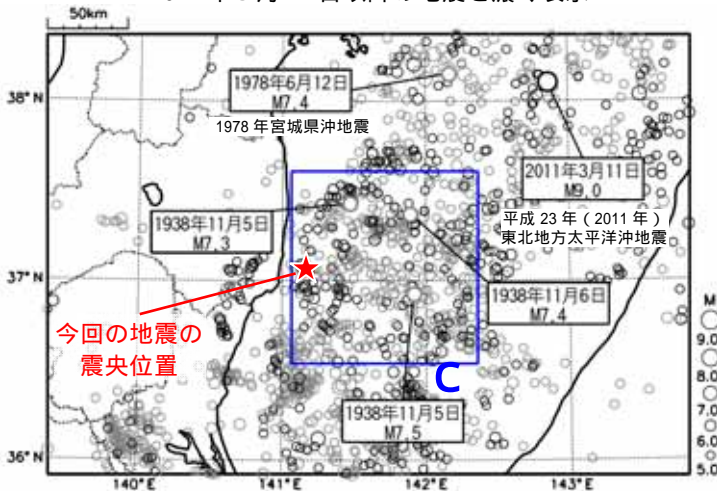 50km
38°N
37°N
36°N
140°E
141°E
142°E
143°E
1978年6月12日
M7.4
1978 年宮城県沖地震
2011年3月11日
M9.0
平成 23 年（2011 年）
東北地方太平洋沖地震
1938年11月5日
M7.3
1938年11月6日
M7.4
今回の地震の
震央位置
C
1938年11月5日
M7.5
M
9.0
8.0
7.0
6.0
5.0